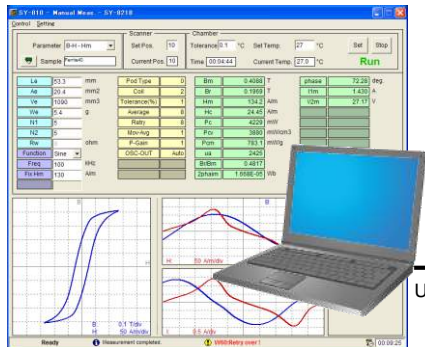 SY-810 - Manual Meas. - SY-8218
Control Setting
Scanner Chamber
Parameter B-H - Hm Set Pos. 10 Tolerance 0.1 °C Set Temp. 27 °C Set Stop
Sample Ferrite© Current Pos. 10 Time 00:04:44 Current Temp. 27.0 °C Run
Le 53.3 mm Pod Type 0 Bm 0.4088 T phase 72.28 deg.
Ae 20.4 mm2 Coil 2 Br 0.1969 T I1m 1.430 A
Ve 1090 mm3 Tolerance(%) 1 Hm 134.2 A/m V2m 27.17 V
We 5.4 g Average 8 Hc 24.45 A/m
N1 5 Retry 8 Pc 4229 mW
N2 5 Mov-Avg 1 Pcv 3880 mW/cm3
Rw ohm F-Gain 1 Pcm 783.1 mW/g
Function Sine OSC-OUT Auto μa 2425
Freq 100 kHz Br/Bm 0.4817
Fix Hm 130 A/m 2phaim 1.668E-05 Wb
B
H
B: 0.1 T/div
H: 50 A/m/div
B
H: 50 A/m/div
I: 0.5 A/div
U
Ready Measurement completed. W60:Retry over ! 00:09:25